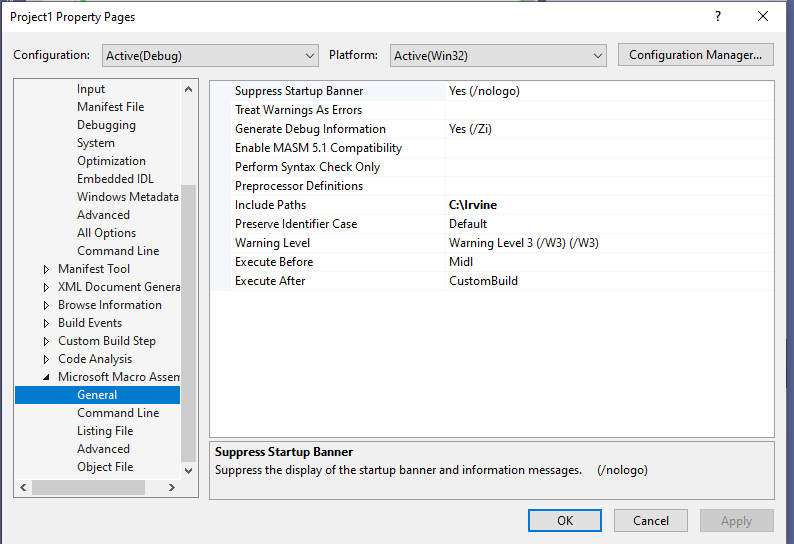 Project1 Property Pages
? 
Configuration: Active(Debug) Platform: Active(Win32) Configuration Manager...
Input
Manifest File
Debugging
System
Optimization
Embedded IDL
Windows Metadata
Advanced
All Options
Command Line
Manifest Tool
XML Document Genera
Browse Information
Build Events
Custom Build Step
Code Analysis
Microsoft Macro Assem
General
Command Line
Listing File
Advanced
Object File
Suppress Startup Banner Yes (/nologo)
Treat Warnings As Errors
Generate Debug Information Yes (/Zi)
Enable MASM 5.1 Compatibility
Perform Syntax Check Only
Preprocessor Definitions
Include Paths C:\Irvine
Preserve Identifier Case Default
Warning Level Warning Level 3 (/W3) (/W3)
Execute Before Midl
Execute After CustomBuild
Suppress Startup Banner
Suppress the display of the startup banner and information messages. (/nologo)
OK Cancel Apply